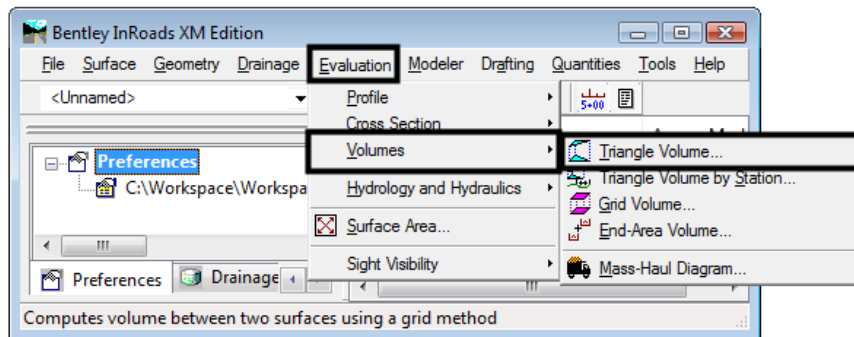 Bentley InRoads XM Edition
File Surface Geometry Drainage Evaluation Modeler Drafting Quantities Tools Help
<Unnamed>
Profile
5+00
Cross Section
Volumes
Triangle Volume...
Preferences
Triangle Volume by Station...
C:\Workspace\Workspa
Hydrology and Hydraulics
Grid Volume...
Surface Area...
End-Area Volume...
Sight Visibility
Mass-Haul Diagram...
Preferences Drainage
Computes volume between two surfaces using a grid method